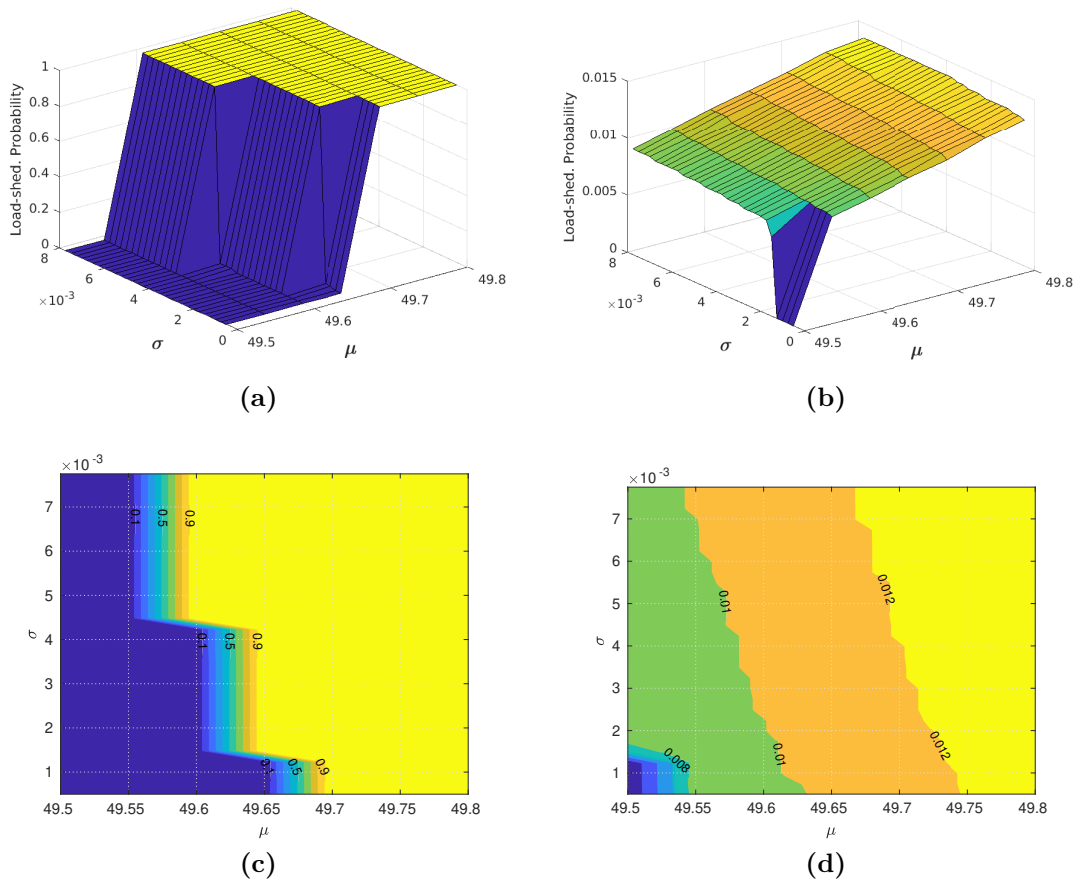 Load-shed. Probability
1
0.8
0.6
0.4
0.2
0
8
6
4
2
0
×10⁻³
σ
49.5
49.6
49.7
49.8
μ
(a)
Load-shed. Probability
0.015
0.01
0.005
0
8
6
4
2
0
×10⁻³
σ
49.5
49.6
49.7
49.8
μ
(b)
×10⁻³
7
6
5
4
3
2
1
σ
0.1 0.5 0.9
0.1 0.5 0.9
0.1 0.5 0.9
49.5 49.55 49.6 49.65 49.7 49.75 49.8
μ
(c)
×10⁻³
7
6
5
4
3
2
1
σ
0.01 0.012
0.008 0.01 0.012
49.5 49.55 49.6 49.65 49.7 49.75 49.8
μ
(d)